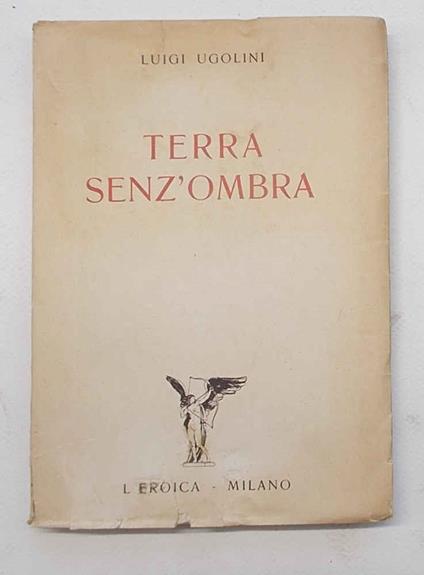 LUIGI UGOLINI
TERRA
SENZ'OMBRA
L EROICA - MILANO